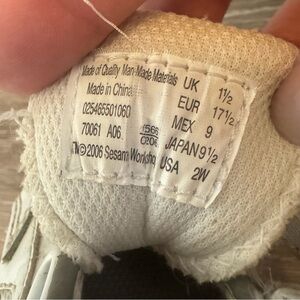 Made of Quality Man-Made Materials
Made in China
025465501060
70061 A06
TM©2006 Sesame Workshop
UK 1½
EUR 17½
MEX 9
JAPAN 9½
USA 2W